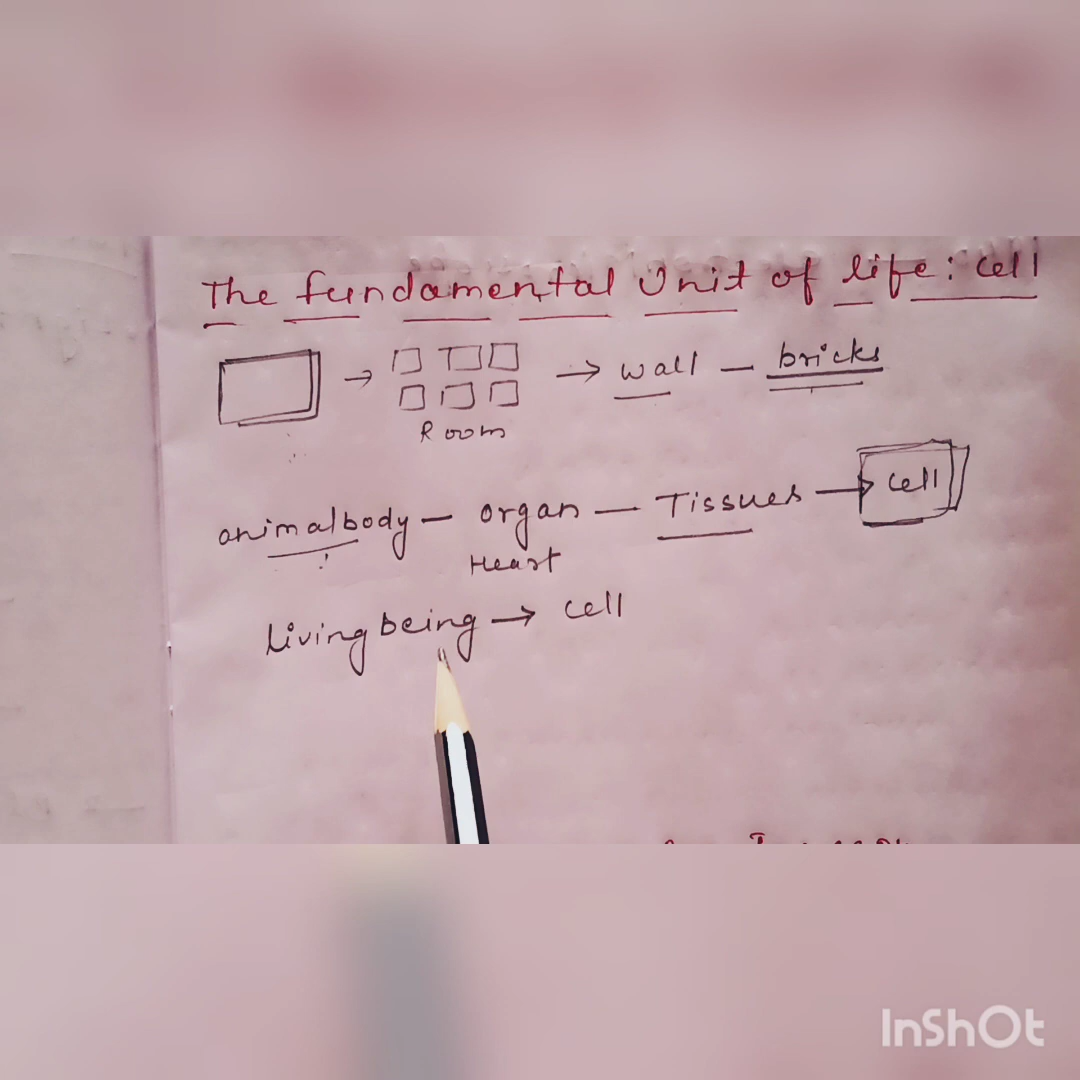 The fundamental Unit of life: cell
→ → wall – bricks
Room
animalbody – organ – Tissues → cell
Heart
Living being → cell
InShOt